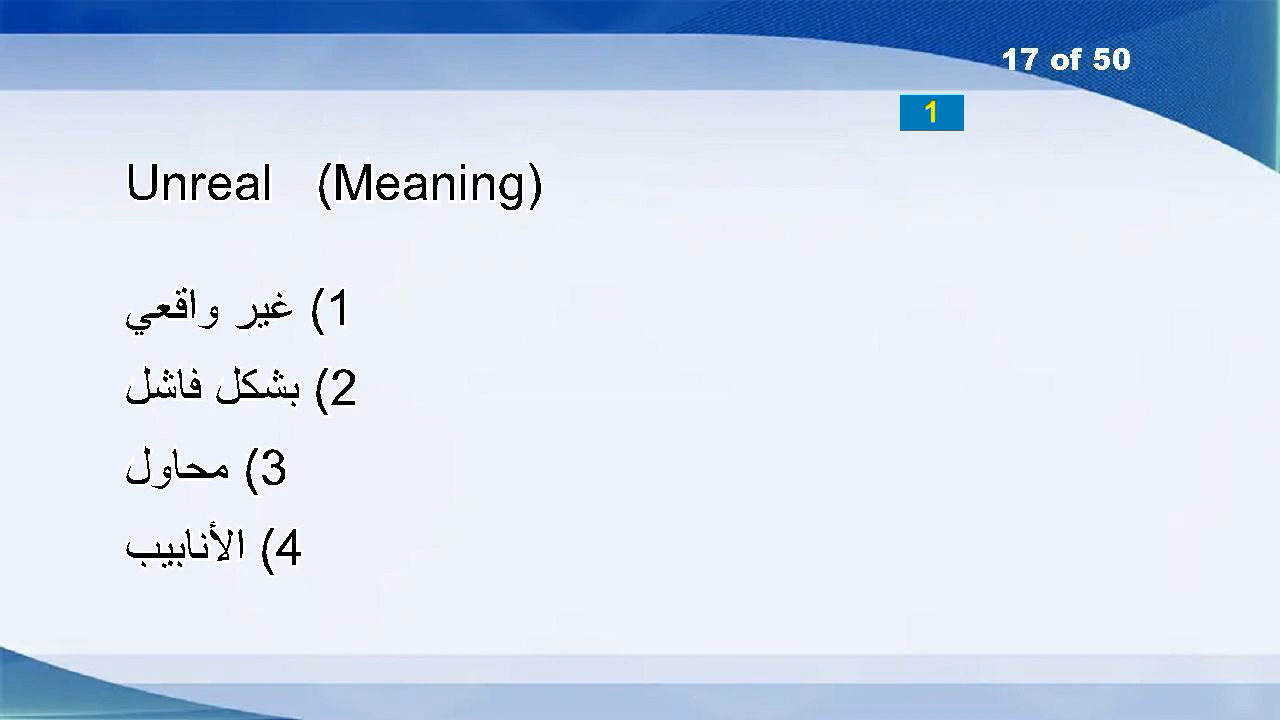 17 of 50
1
Unreal (Meaning)
1) غير واقعي
2) بشكل فاشل
3) محاول
4) الأنابيب